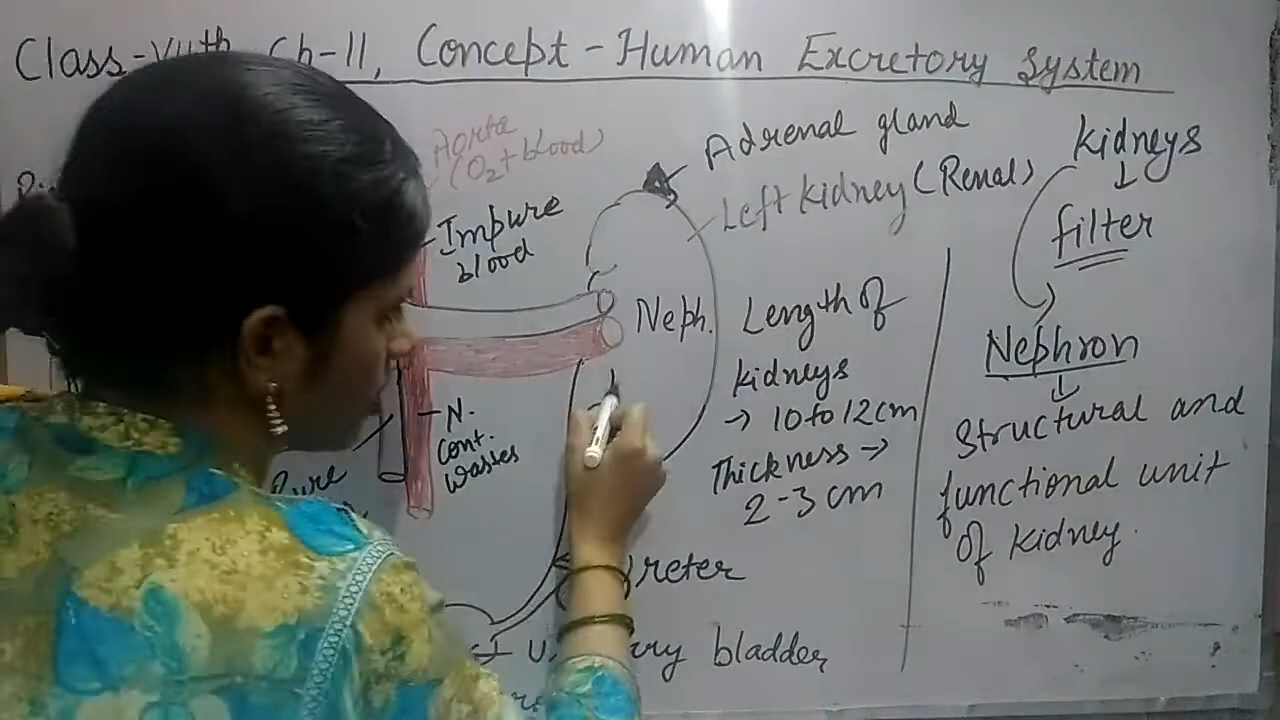 Class-VIIth, Ch-11, Concept-Human Excretory System
Aorta
(O2+blood)
Impure
blood
N.
cont.
wastes
Pure
Adrenal gland
Left Kidney (Renal)
Neph.
Length of
kidneys
→ 10 to 12 cm
Thickness →
2-3 cm
reter
bladder
Kidneys
↓
filter
Nephron
↓
Structural and
functional unit
of kidney.